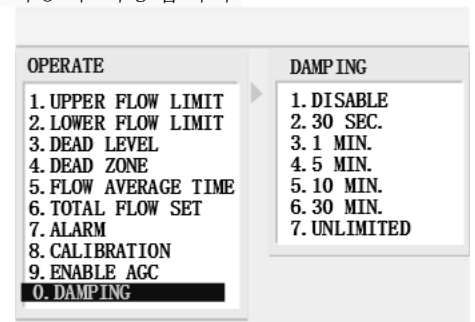 OPERATE
1. UPPER FLOW LIMIT
2. LOWER FLOW LIMIT
3. DEAD LEVEL
4. DEAD ZONE
5. FLOW AVERAGE TIME
6. TOTAL FLOW SET
7. ALARM
8. CALIBRATION
9. ENABLE AGC
0. DAMPING
DAMPING
1. DISABLE
2. 30 SEC.
3. 1 MIN.
4. 5 MIN.
5. 10 MIN.
6. 30 MIN.
7. UNLIMITED